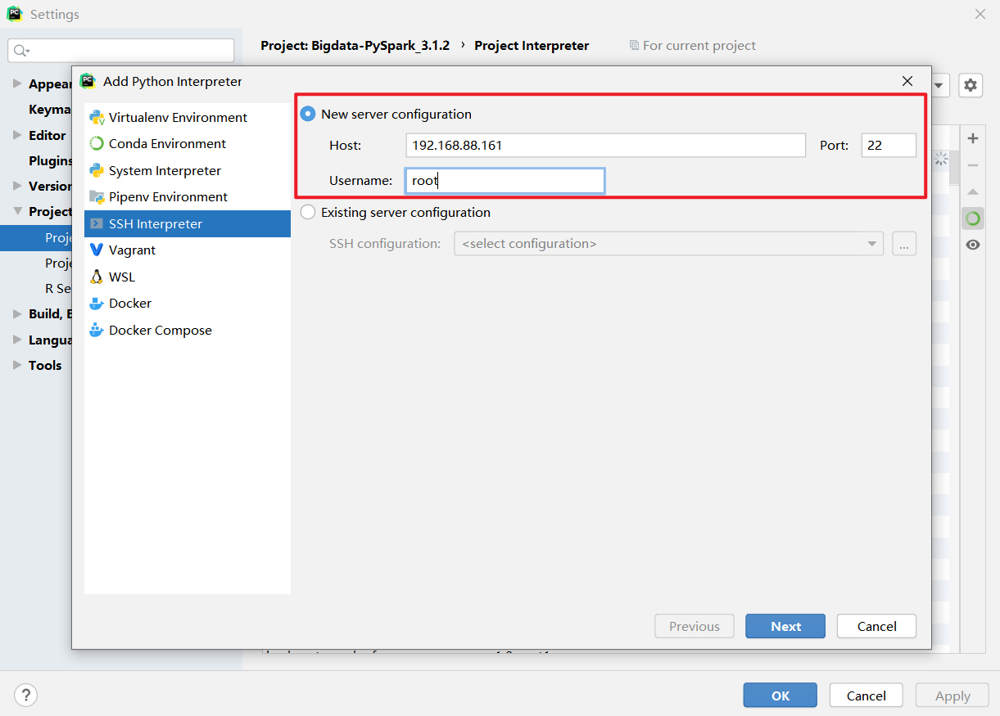 Settings
Project: Bigdata-PySpark_3.1.2 › Project Interpreter For current project
Add Python Interpreter
Appear
Keyma
Editor
Plugins
Version
Project
Proje
Proje
R Se
Build, E
Langua
Tools
Virtualenv Environment
Conda Environment
System Interpreter
Pipenv Environment
SSH Interpreter
Vagrant
WSL
Docker
Docker Compose
New server configuration
Host: 192.168.88.161 Port: 22
Username: root
Existing server configuration
SSH configuration: <select configuration> ...
Previous Next Cancel
? OK Cancel Apply